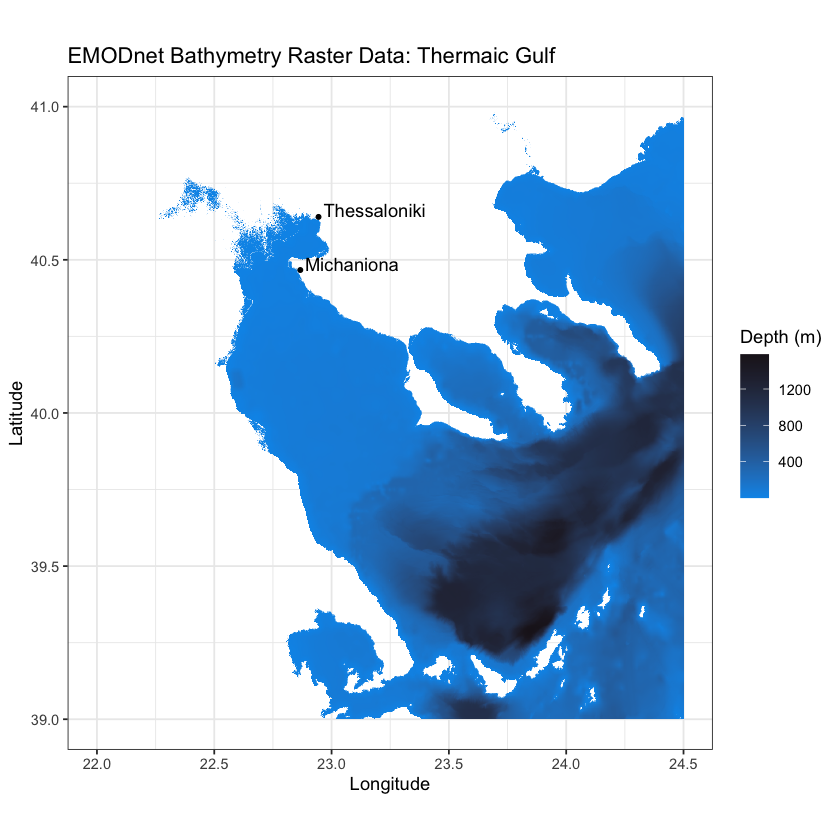 EMODnet Bathymetry Raster Data: Thermaic Gulf
41.0
40.5
40.0
39.5
39.0
Latitude
Thessaloniki
Michaniona
22.0
22.5
23.0
23.5
24.0
24.5
Longitude
Depth (m)
1200
800
400